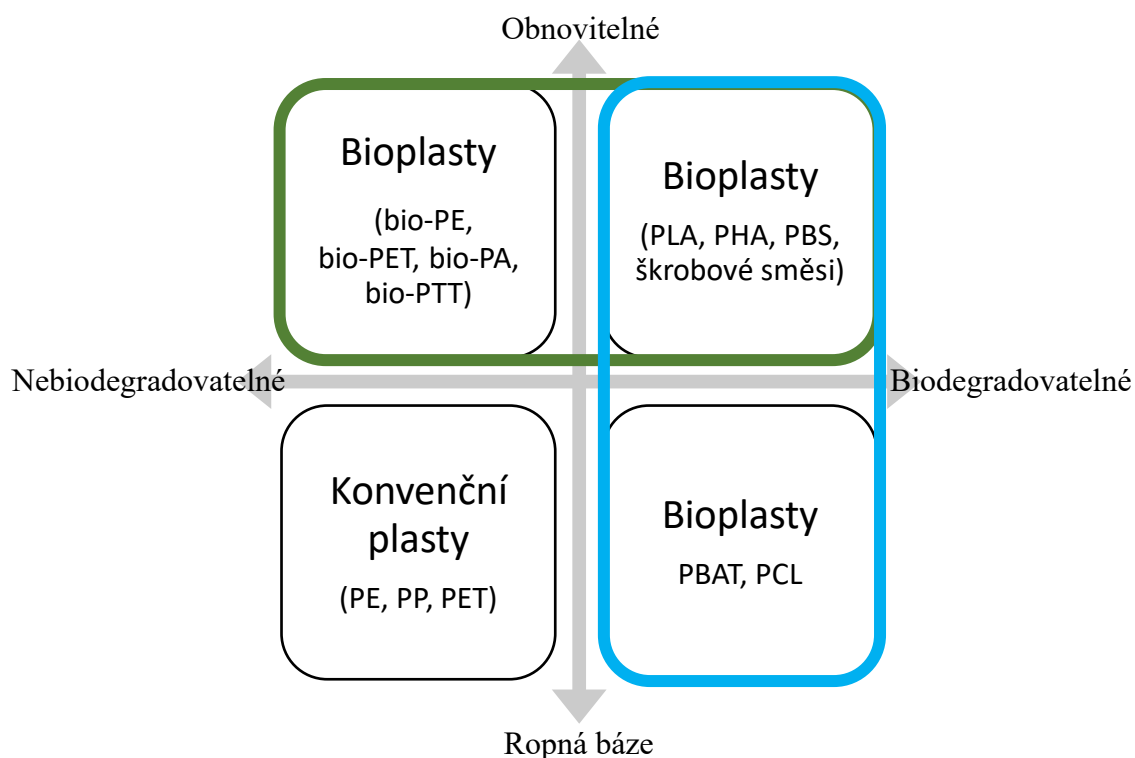 Obnovitelné
Bioplasty
(bio-PE,
bio-PET, bio-PA,
bio-PTT)
Bioplasty
(PLA, PHA, PBS,
škrobové směsi)
Nebiodegradovatelné
Biodegradovatelné
Konvenční
plasty
(PE, PP, PET)
Bioplasty
PBAT, PCL
Ropná báze